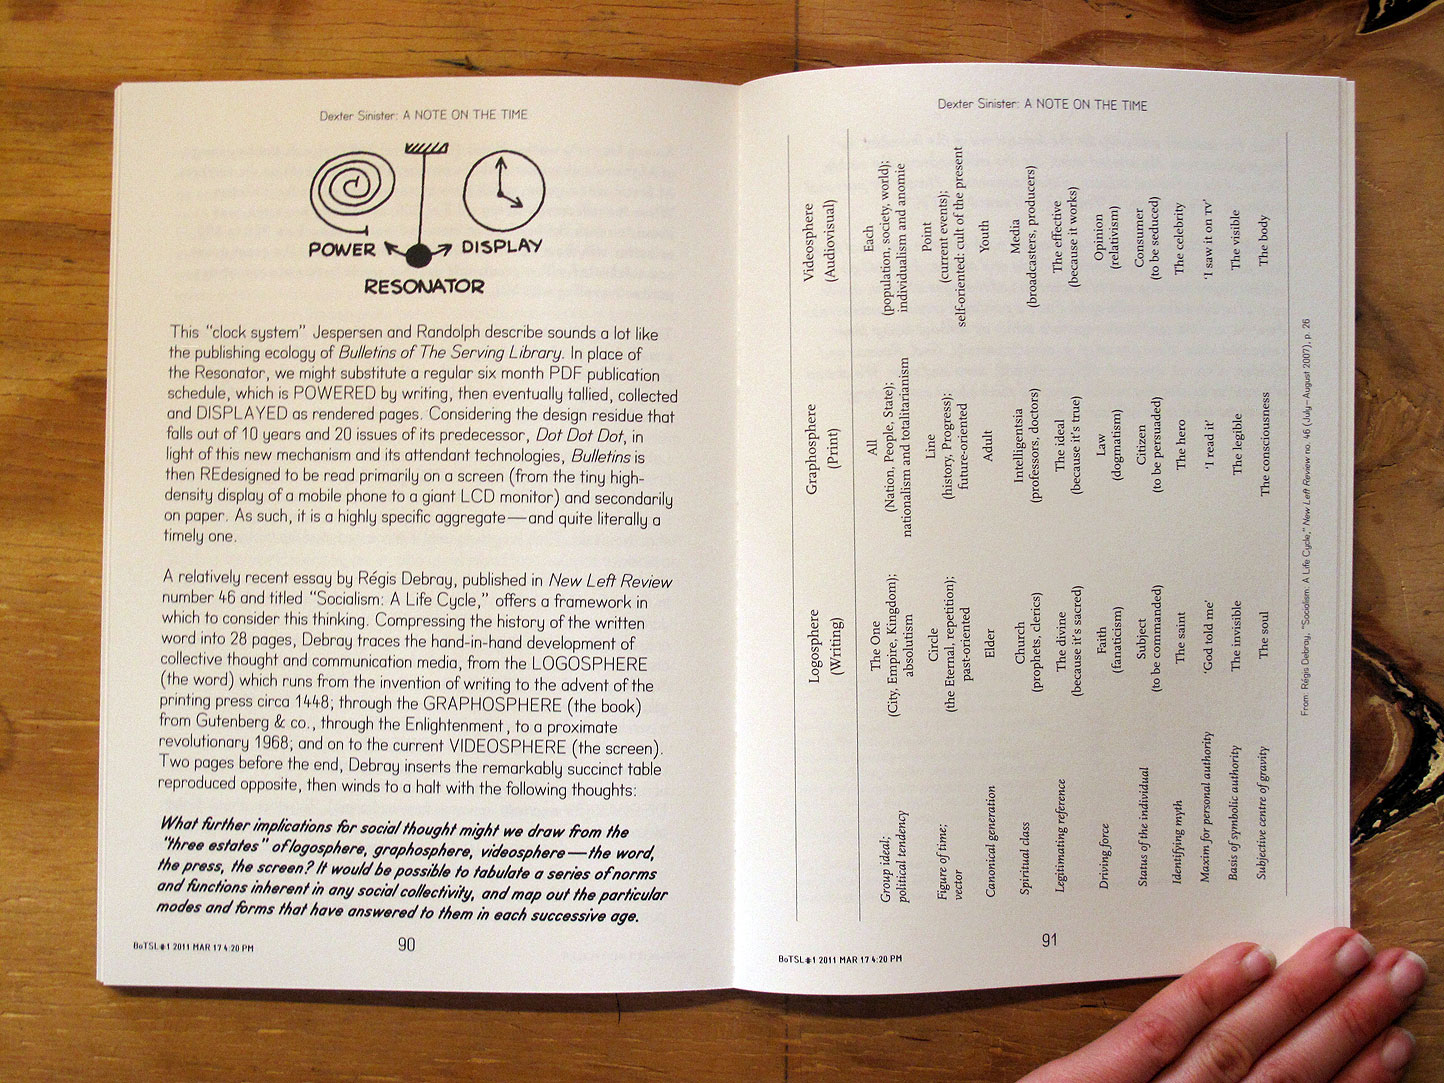 Dexter Sinister: A NOTE ON THE TIME
POWER
DISPLAY
RESONATOR
This “clock system” Jespersen and Randolph describe sounds a lot like
the publishing ecology of Bulletins of The Serving Library. In place of
the Resonator, we might substitute a regular six month PDF publication
schedule, which is POWERED by writing, then eventually tallied, collected
and DISPLAYED as rendered pages. Considering the design residue that
falls out of 10 years and 20 issues of its predecessor, Dot Dot Dot, in
light of this new mechanism and its attendant technologies, Bulletins is
then REdesigned to be read primarily on a screen (from the tiny high-
density display of a mobile phone to a giant LCD monitor) and secondarily
on paper. As such, it is a highly specific aggregate—and quite literally a
timely one.
A relatively recent essay by Régis Debray, published in New Left Review
number 46 and titled “Socialism: A Life Cycle,” offers a framework in
which to consider this thinking. Compressing the history of the written
word into 28 pages, Debray traces the hand-in-hand development of
collective thought and communication media, from the LOGOSPHERE
(the word) which runs from the invention of writing to the advent of the
printing press circa 1448; through the GRAPHOSPHERE (the book)
from Gutenberg & co., through the Enlightenment, to a proximate
revolutionary 1968; and on to the current VIDEOSPHERE (the screen).
Two pages before the end, Debray inserts the remarkably succinct table
reproduced opposite, then winds to a halt with the following thoughts:
What further implications for social thought might we draw from the
“three estates” of logosphere, graphosphere, videosphere—the word,
the press, the screen? It would be possible to tabulate a series of norms
and functions inherent in any social collectivity, and map out the particular
modes and forms that have answered to them in each successive age.
BoTSL#1 2011 MAR 17 4:20 PM
90
Dexter Sinister: A NOTE ON THE TIME
Logosphere
(Writing)
Graphosphere
(Print)
Videosphere
(Audiovisual)
Group ideal;
political tendency
The One
(City, Empire, Kingdom);
absolutism
All
(Nation, People, State);
nationalism and totalitarianism
Each
(population, society, world);
individualism and anomie
Figure of time;
vector
Circle
(the Eternal, repetition);
past-oriented
Line
(history, Progress);
future-oriented
Point
(current events);
self-oriented: cult of the present
Canonical generation
Elder
Adult
Youth
Spiritual class
Church
(prophets, clerics)
Intelligentsia
(professors, doctors)
Media
(broadcasters, producers)
Legitimating reference
The divine
(because it's sacred)
The ideal
(because it's true)
The effective
(because it works)
Driving force
Faith
(fanaticism)
Law
(dogmatism)
Opinion
(relativism)
Status of the individual
Subject
(to be commanded)
Citizen
(to be persuaded)
Consumer
(to be seduced)
Identifying myth
The saint
The hero
The celebrity
Maxim for personal authority
'God told me'
'I read it'
'I saw it on TV'
Basis of symbolic authority
The invisible
The legible
The visible
Subjective centre of gravity
The soul
The consciousness
The body
From: Régis Debray, “Socialism: A Life Cycle,” New Left Review no. 46 (July–August 2007), p. 26
BoTSL#1 2011 MAR 17 4:20 PM
91